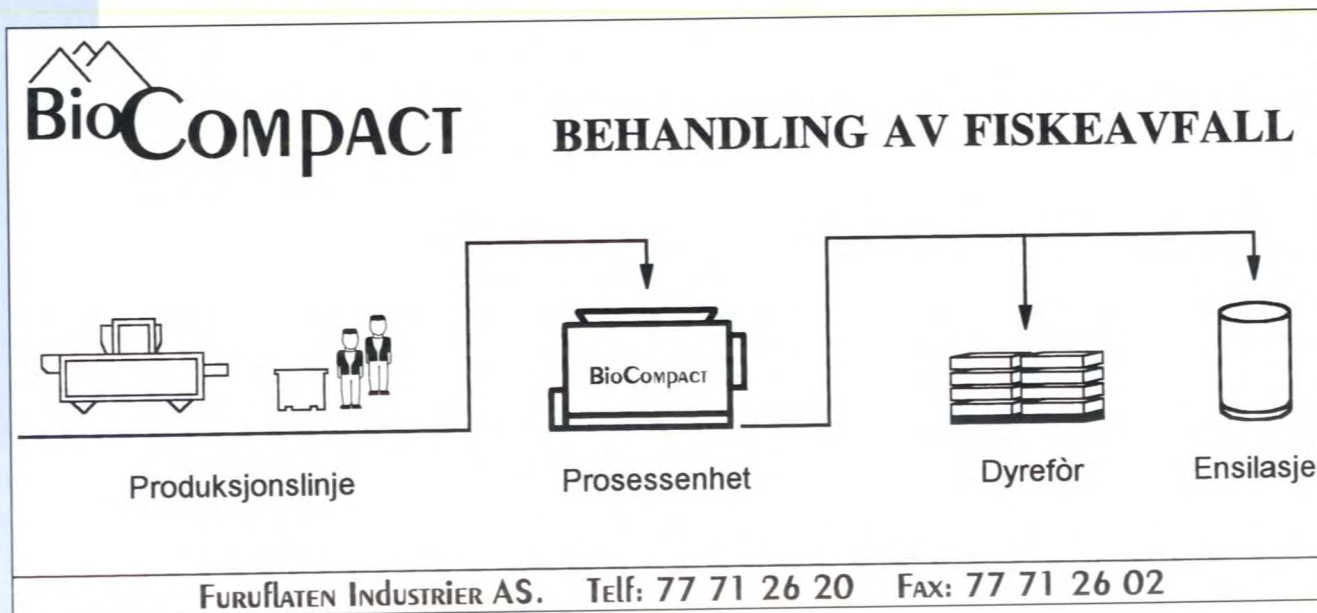 BioCompact
BEHANDLING AV FISKEAVFALL
BioCompact
Produksjonslinje
Prosessenhet
Dyrefòr
Ensilasje
Furuflaten Industrier AS. Telf: 77 71 26 20 Fax: 77 71 26 02